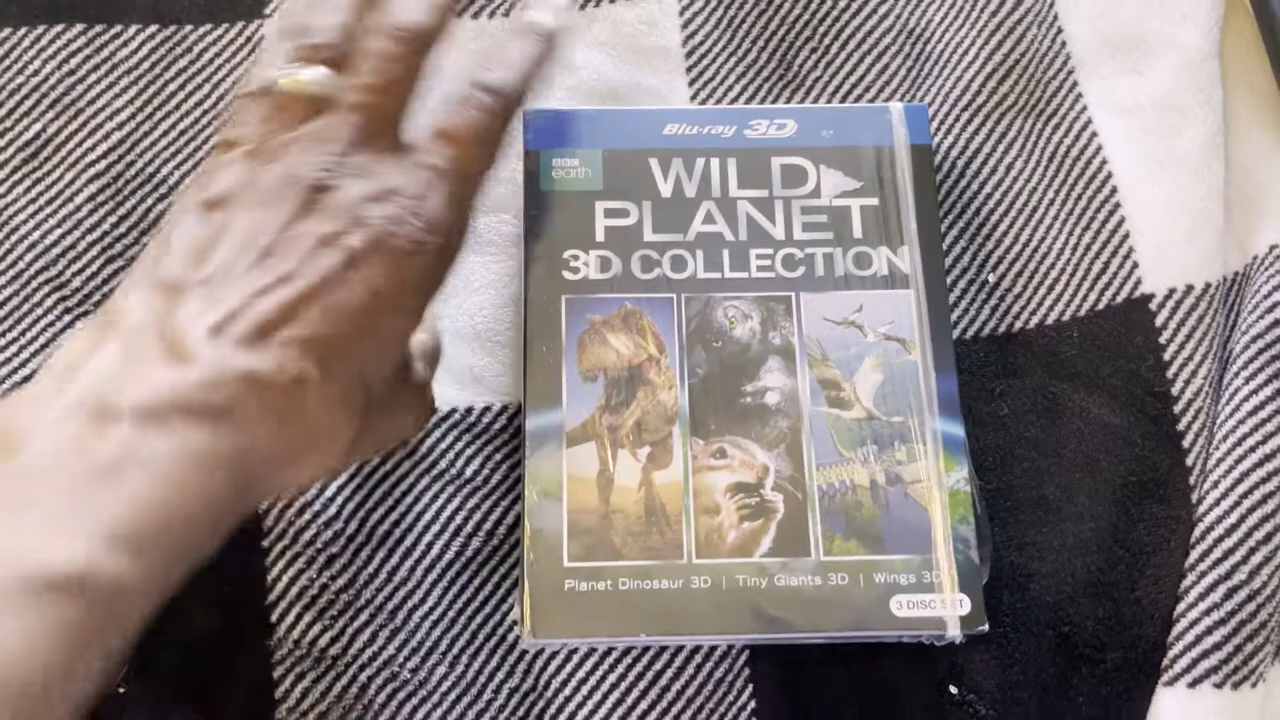 Blu-ray 3D
BBC
earth
WILD
PLANET
3D COLLECTION
Planet Dinosaur 3D | Tiny Giants 3D | Wings 3D
3 DISC SET